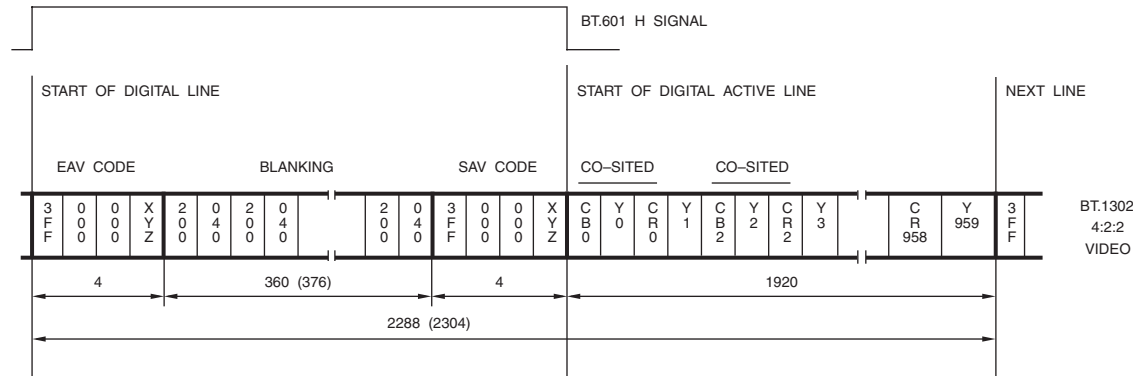 BT.601 H SIGNAL
START OF DIGITAL LINE START OF DIGITAL ACTIVE LINE NEXT LINE
EAV CODE BLANKING SAV CODE CO–SITED CO–SITED
3FF 000 000 XYZ 200 040 200 040 200 040 3FF 000 000 XYZ CB0 Y0 CR0 Y1 CB2 Y2 CR2 Y3 CR958 Y959 3FF
BT.1302
4:2:2
VIDEO
4 360 (376) 4 1920
2288 (2304)